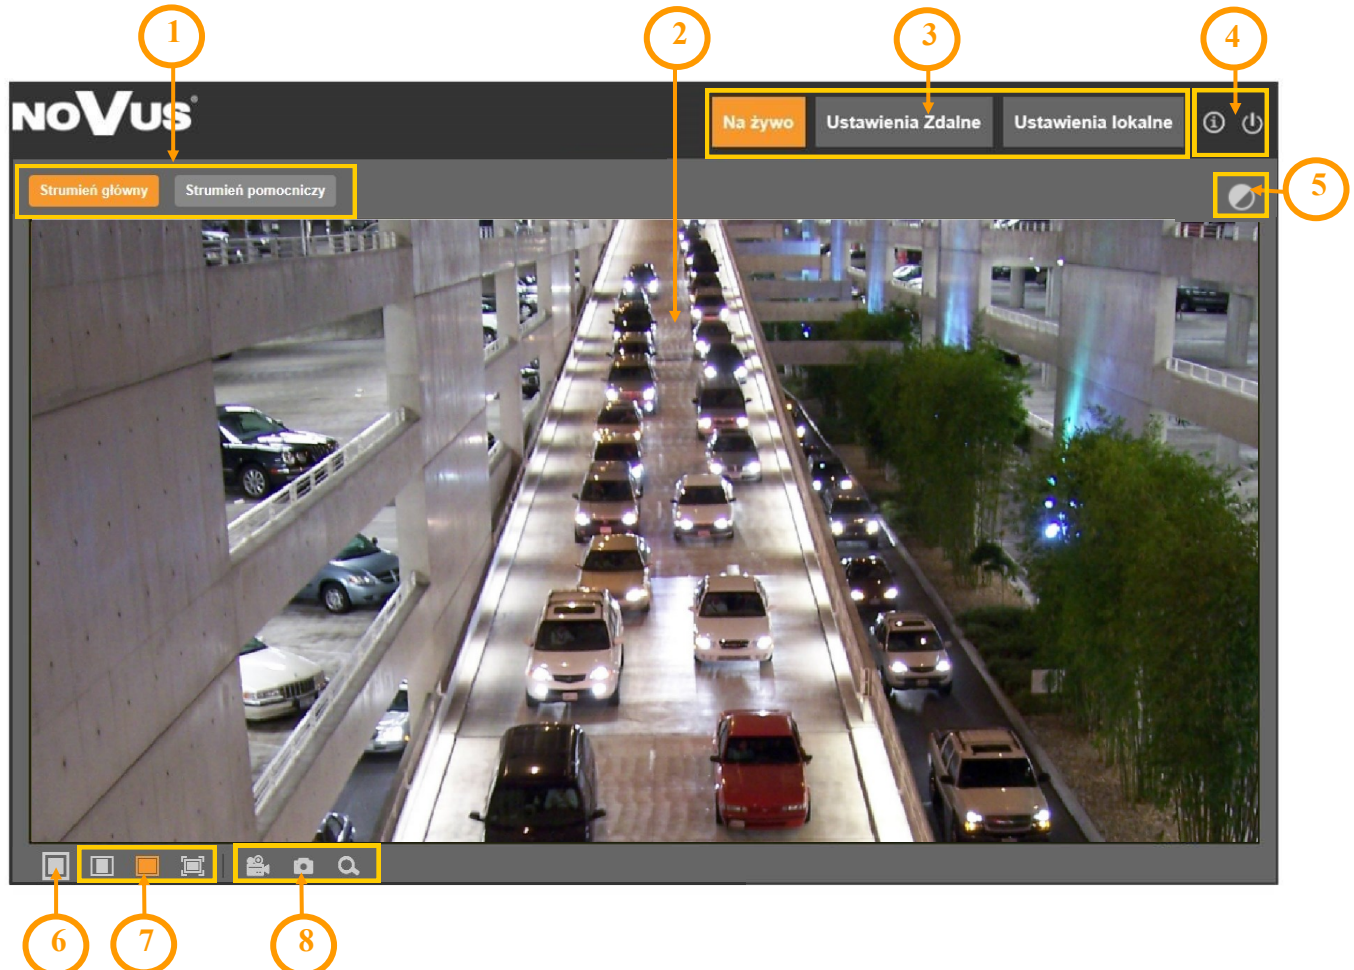 1
2
3
4
NOVUS
Na żywo
Ustawienia Zdalne
Ustawienia lokalne
5
Strumień główny
Strumień pomocniczy
6
7
8